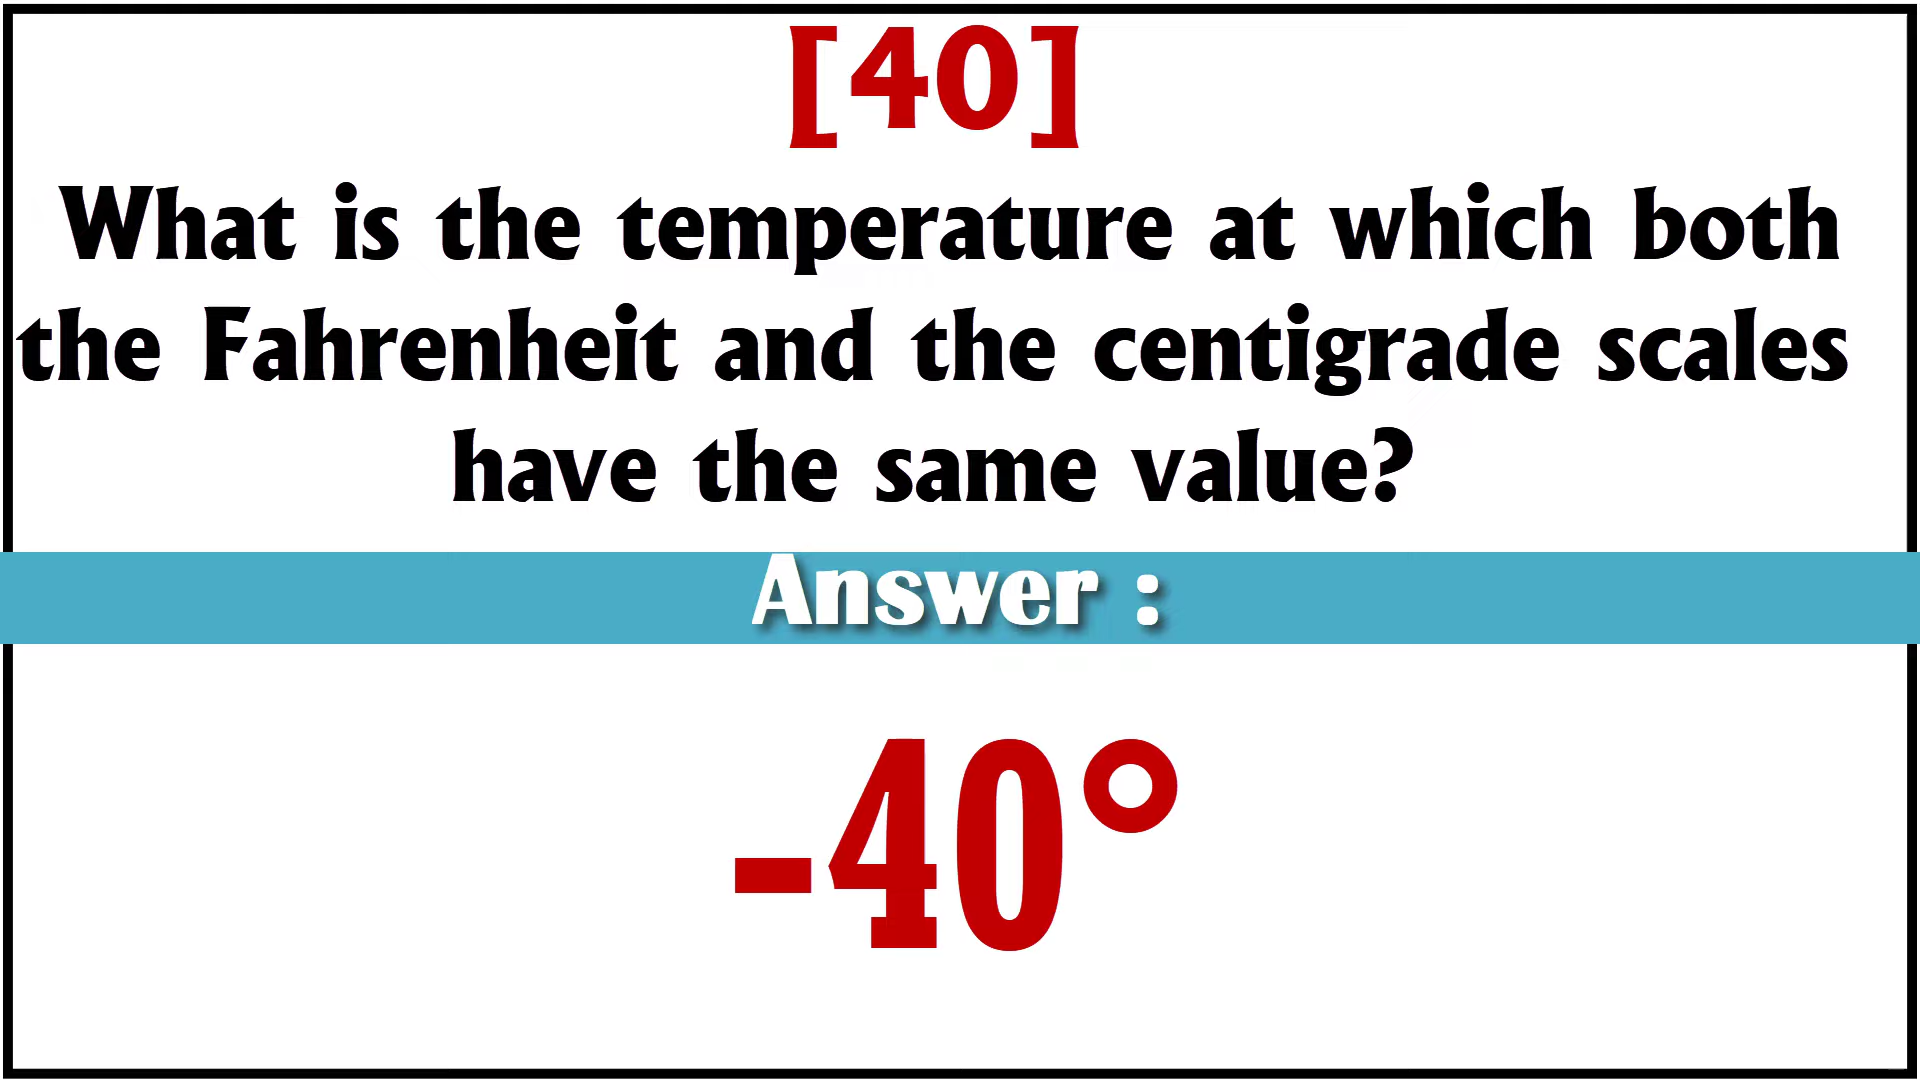 [40]
What is the temperature at which both
the Fahrenheit and the centigrade scales
have the same value?
Answer :
-40°